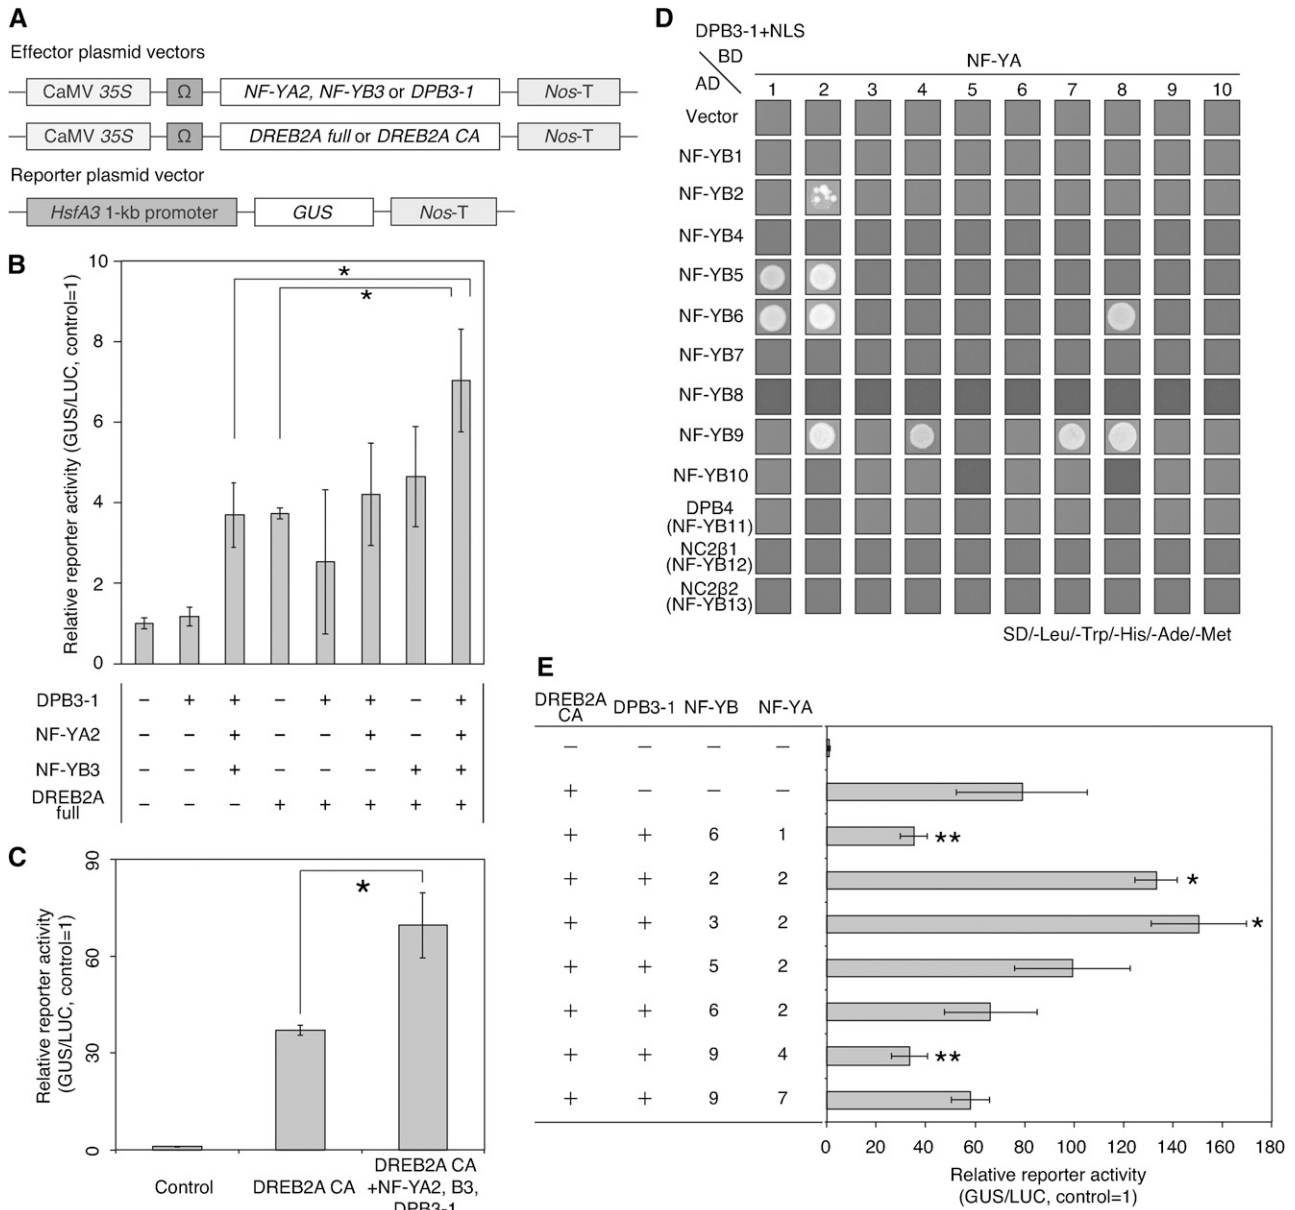 A
Effector plasmid vectors
CaMV 35S Ω NF-YA2, NF-YB3 or DPB3-1 Nos-T
CaMV 35S Ω DREB2A full or DREB2A CA Nos-T
Reporter plasmid vector
HsfA3 1-kb promoter GUS Nos-T
B
Relative reporter activity (GUS/LUC, control=1)
10
8
6
4
2
0
* 
*
DPB3-1 – + + – + + – +
NF-YA2 – – + – – + – +
NF-YB3 – – + – – – + +
DREB2A
full – – – + + + + +
C
Relative reporter activity
(GUS/LUC, control=1)
90
60
30
0
*
Control
DREB2A CA
DREB2A CA
+NF-YA2, B3,
DPB3-1
D
DPB3-1+NLS
BD
AD
NF-YA
1 2 3 4 5 6 7 8 9 10
Vector
NF-YB1
NF-YB2
NF-YB4
NF-YB5
NF-YB6
NF-YB7
NF-YB8
NF-YB9
NF-YB10
DPB4
(NF-YB11)
NC2β1
(NF-YB12)
NC2β2
(NF-YB13)
SD/-Leu/-Trp/-His/-Ade/-Met
E
DREB2A
CA DPB3-1 NF-YB NF-YA
– – – –
+ – – –
+ + 6 1 **
+ + 2 2 *
+ + 3 2 *
+ + 5 2
+ + 6 2
+ + 9 4 **
+ + 9 7
0 20 40 60 80 100 120 140 160 180
Relative reporter activity
(GUS/LUC, control=1)